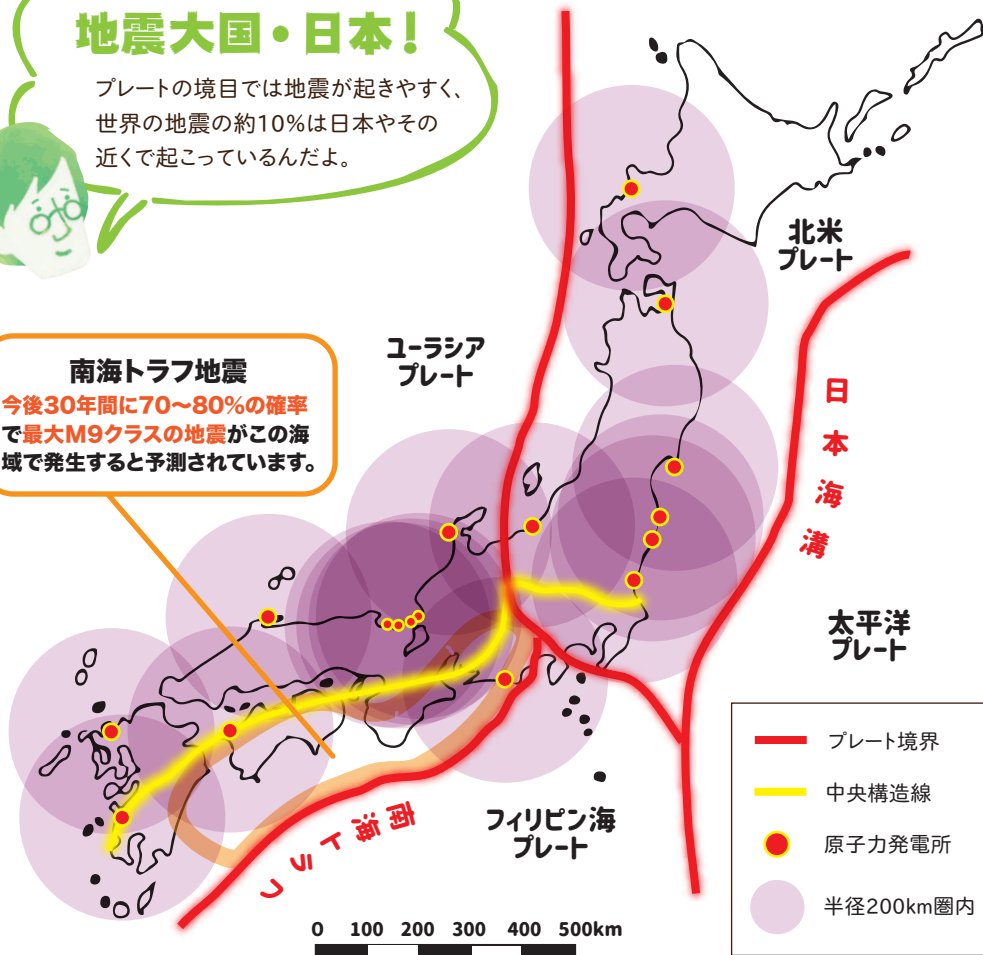 地震大国・日本！
プレートの境目では地震が起きやすく、
世界の地震の約10%は日本やその
近くで起こっているんだよ。
北米
プレート
ユーラシア
プレート
南海トラフ地震
今後30年間に70〜80%の確率
で最大M9クラスの地震がこの海
域で発生すると予測されています。
日本海溝
太平洋
プレート
フィリピン海
プレート
南海トラフ
プレート境界
中央構造線
原子力発電所
半径200km圏内
0 100 200 300 400 500km